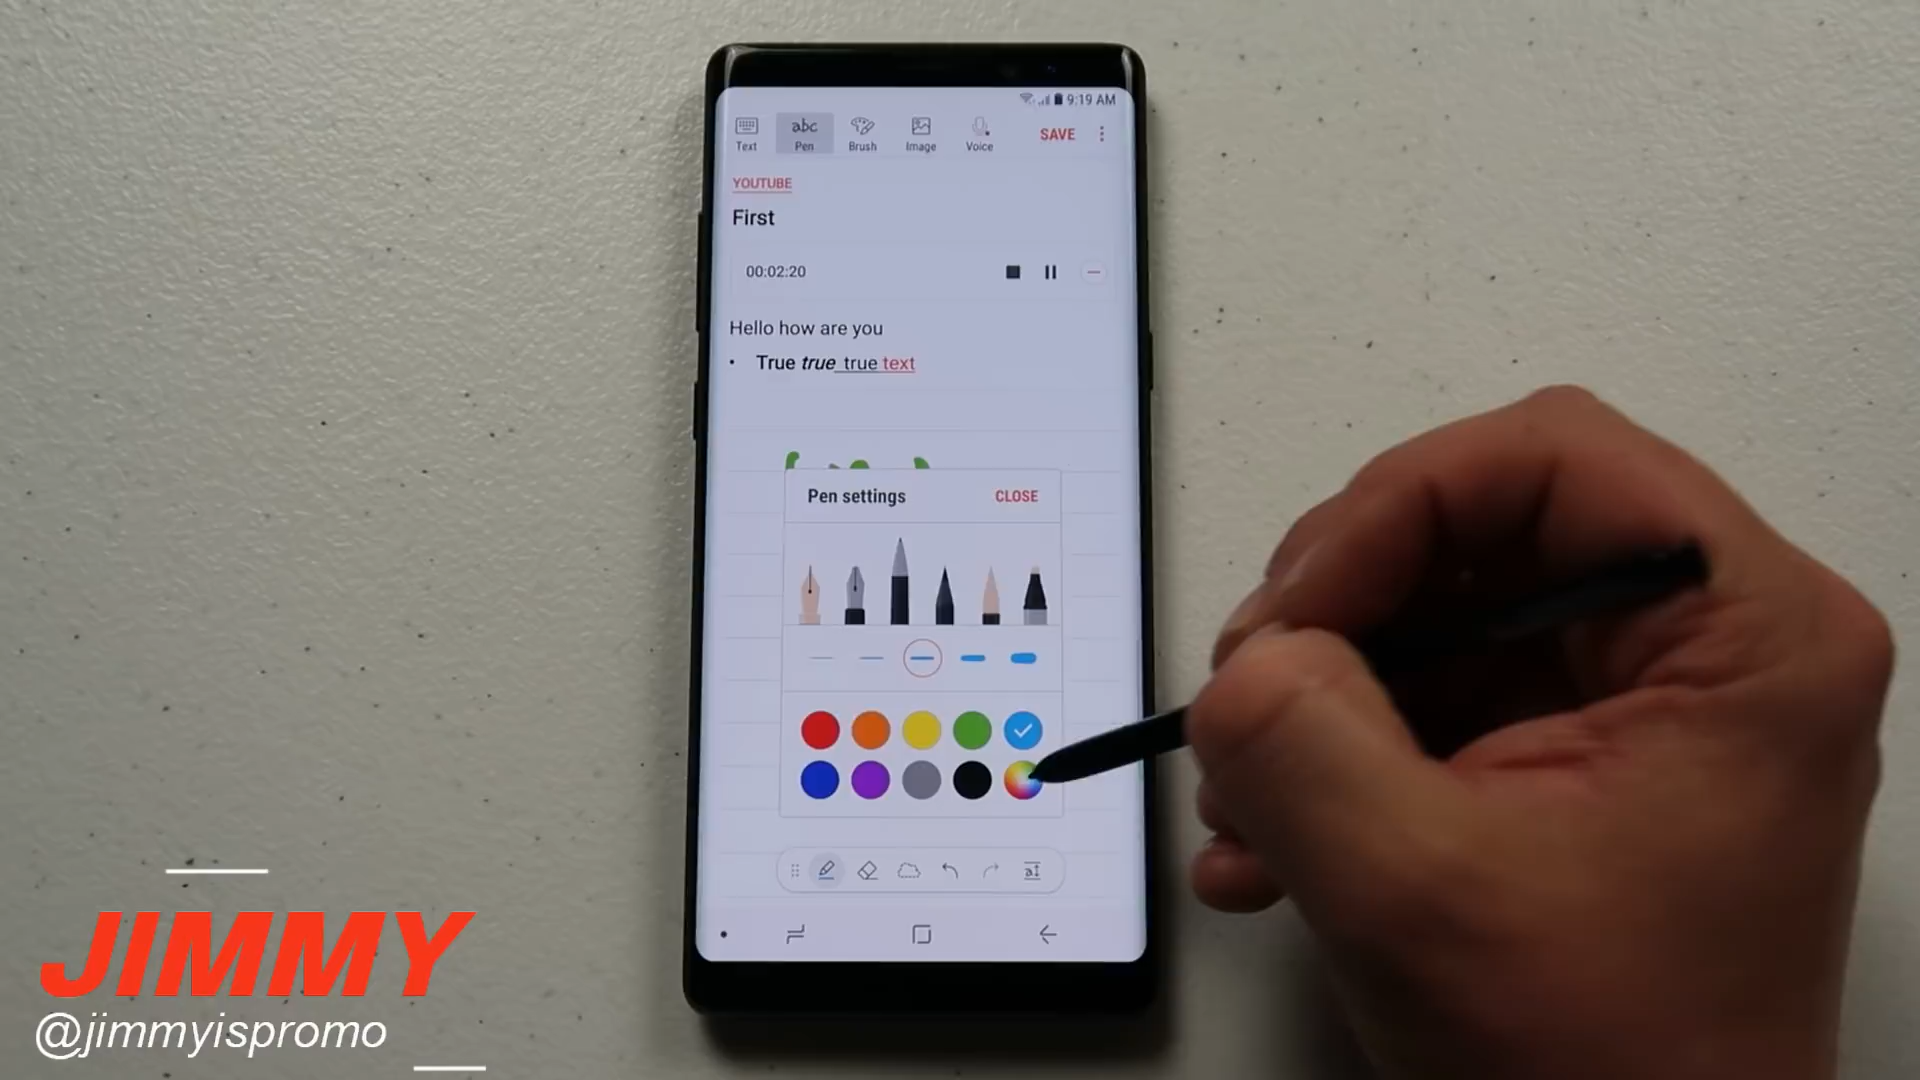 9:19 AM
Text
abc
Pen
Brush
Image
Voice
SAVE
YOUTUBE
First
00:02:20
Hello how are you
• True true true text
Pen settings
CLOSE
a
JIMMY
@jimmyispromo